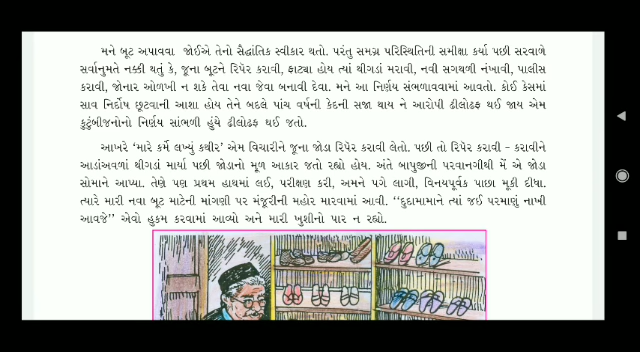 મને બૂટ અપાવવા જોઈએ તેનો સૈદ્ધાંતિક સ્વીકાર થતો. પરંતુ સમગ્ર પરિસ્થિતિની સમીક્ષા કર્યા પછી સરવાળે
સર્વાનુમતે નક્કી થતું કે, જૂના બૂટને રિપેર કરાવી, ફાટ્યા હોય ત્યાં થીગડાં મરાવી, નવી સગથળી નંખાવી, પાલીસ
કરાવી, જોનાર ઓળખી ન શકે તેવા નવા જેવા બનાવી દેવા. મને આ નિર્ણય સંભળાવવામાં આવતો. કોઈ કેસમાં
સાવ નિર્દોષ છૂટવાની આશા હોય તેને બદલે પાંચ વર્ષની કેદની સજા થાય ને આરોપી ઢીલોઢફ થઈ જાય એમ
કુટુંબીજનોનો નિર્ણય સાંભળી હુંયે ઢીલોઢફ થઈ જતો.
આખરે ‘મારે કર્મે લખ્યું કથીર’ એમ વિચારીને જૂના જોડા રિપેર કરાવી લેતો. પછી તો રિપેર કરાવી - કરાવીને
આડાંઅવળાં થીગડાં માર્યા પછી જોડાનો મૂળ આકાર જતો રહ્યો હોય. અંતે બાપુજીની પરવાનગીથી મેં એ જોડા
સોમાને આપ્યા. તેણે પણ પ્રથમ હાથમાં લઈ, પરીક્ષણ કરી, અમને પગે લાગી, વિનયપૂર્વક પાછા મૂકી દીધા.
ત્યારે મારી નવા બૂટ માટેની માંગણી પર મંજૂરીની મહોર મારવામાં આવી. ‘‘દુદામામાને ત્યાં જઈ પરમાણું નાખી
આવજે’’ એવો હુકમ કરવામાં આવ્યો અને મારી ખુશીનો પાર ન રહ્યો.